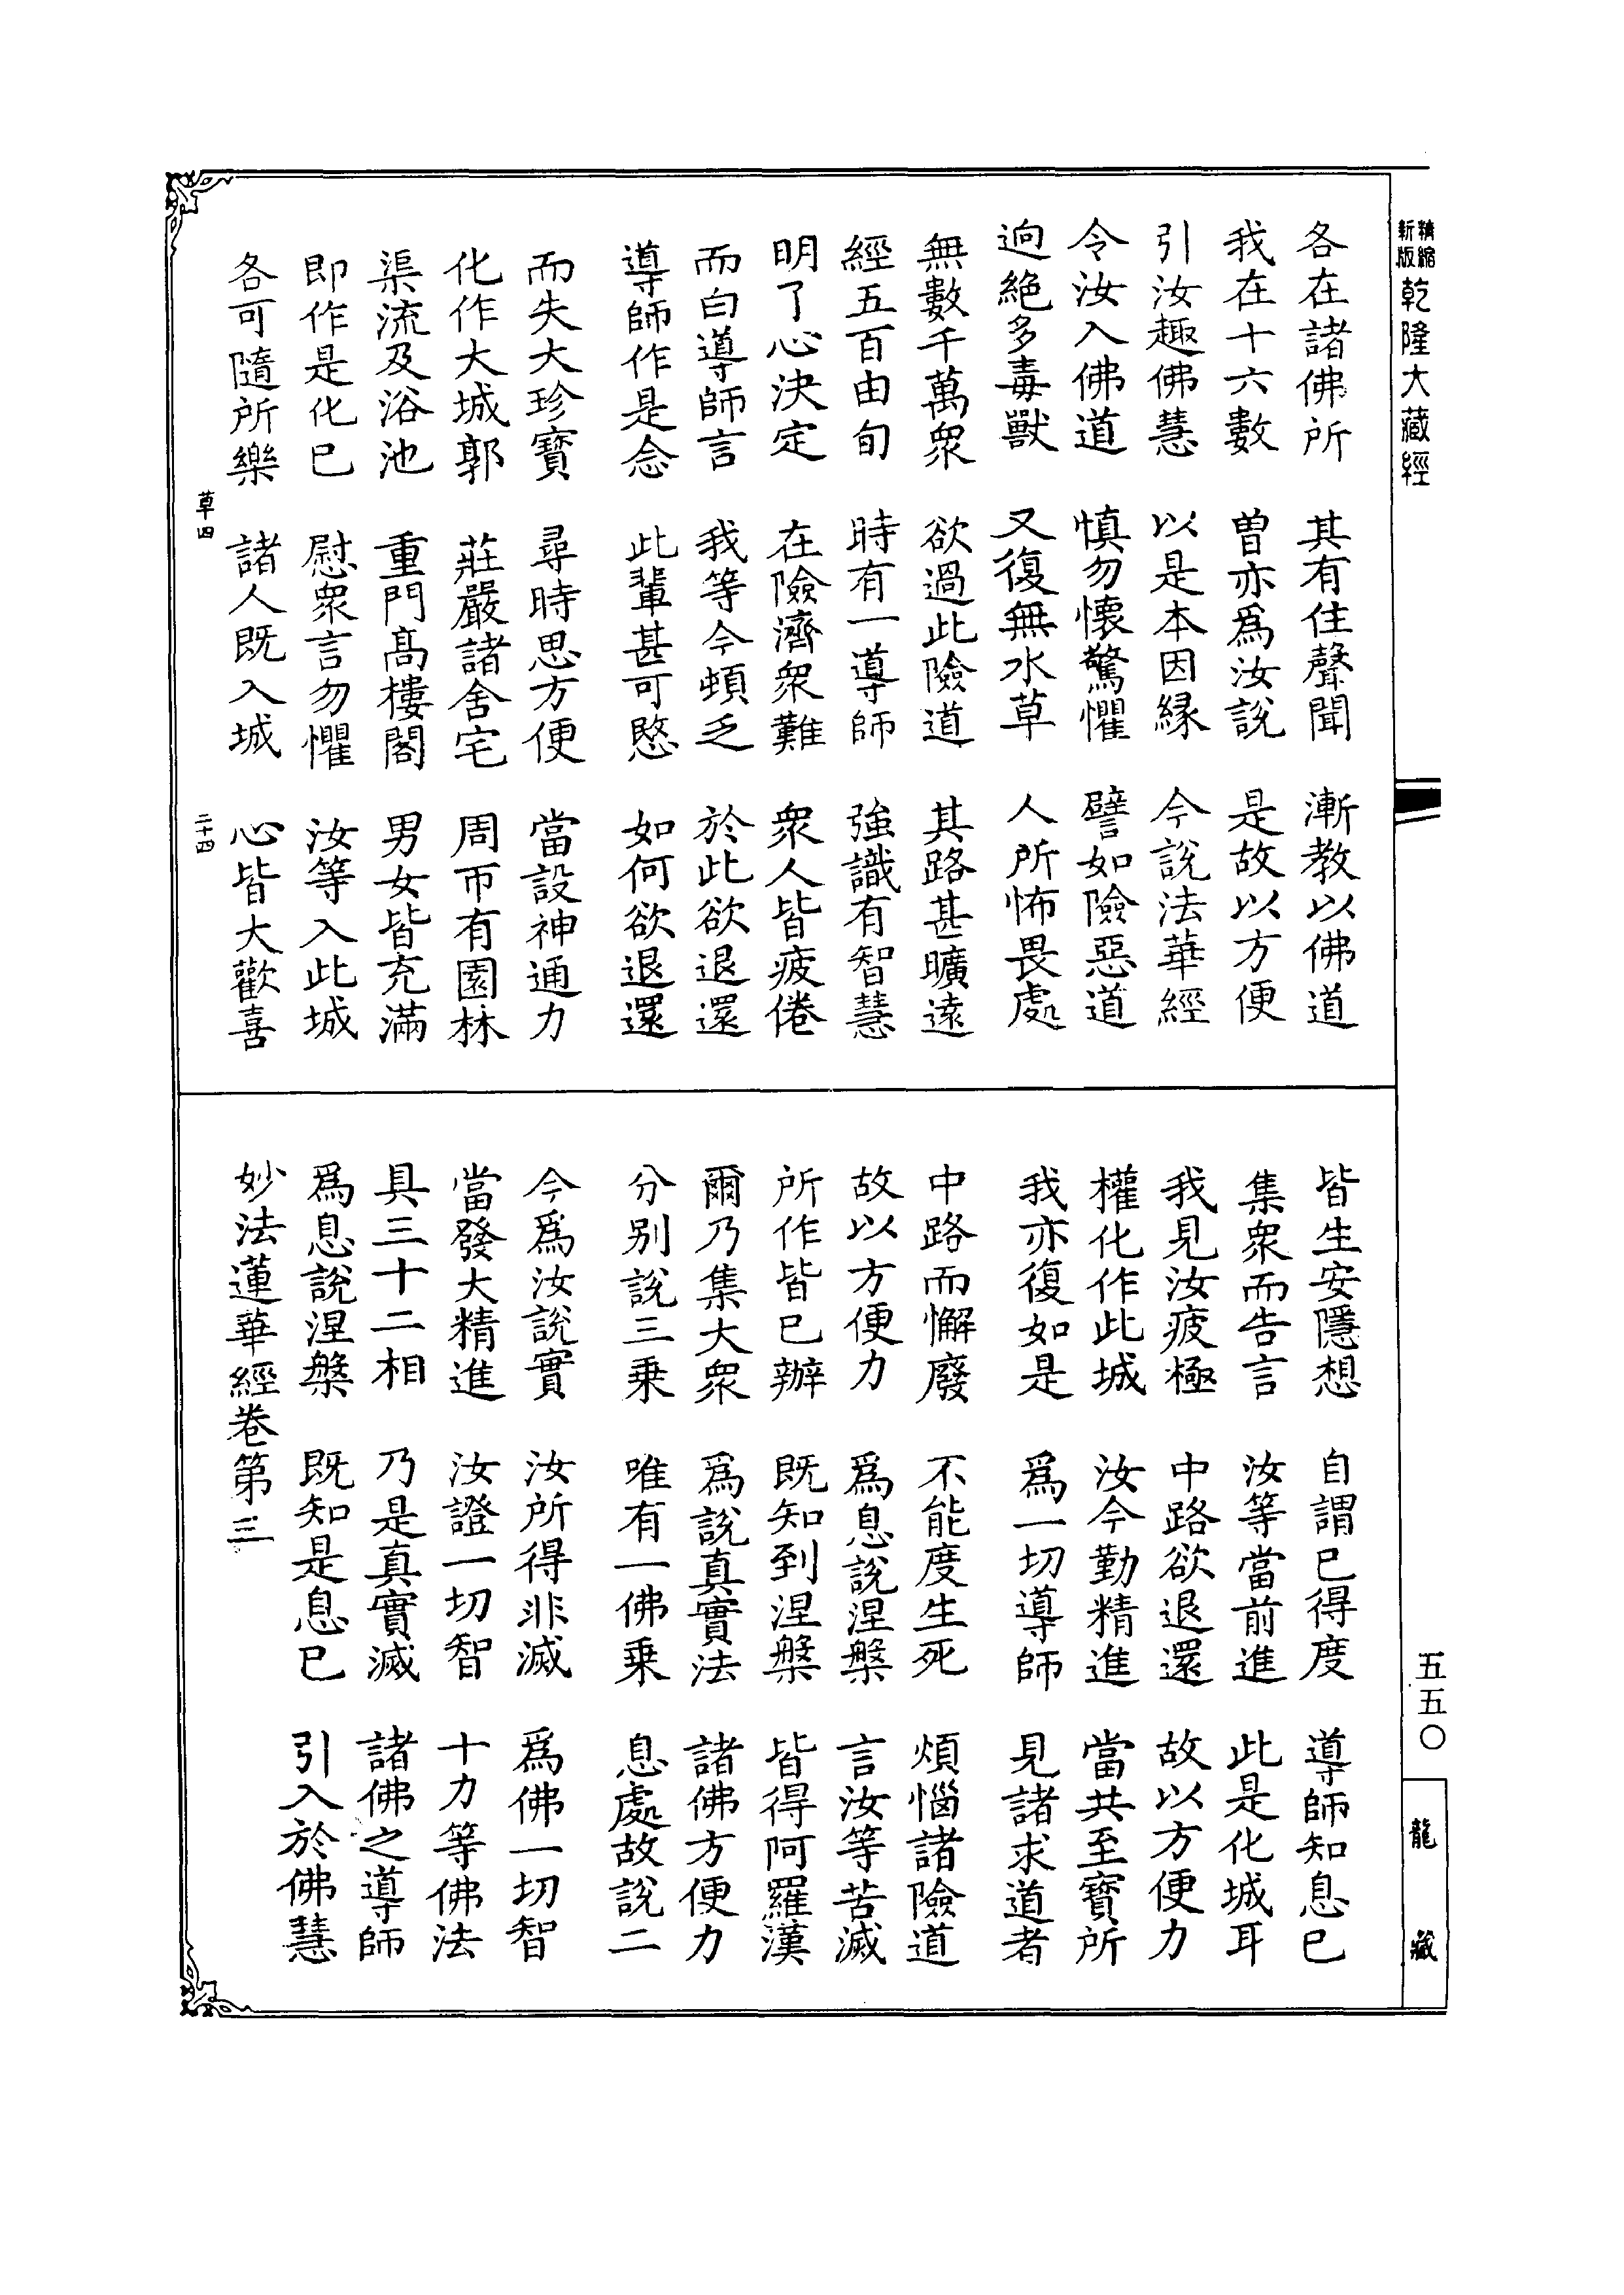 精縮新版 乾隆大藏經
各在諸佛所　其有住聲聞　漸教以佛道
我在十六數　曽亦爲汝說　是故以方便
引汝趣佛慧　以是本因緣　今說法華經
令汝入佛道　慎勿懷驚懼　譬如險惡道
逈絶多毒獸　又復無水草　人所怖畏處
無數千萬衆　欲過此險道　其路甚曠遠
經五百由旬　時有一導師　強識有智慧
明了心決定　在險濟衆難　衆人皆疲倦
而白導師言　我等今頓乏　於此欲退還
導師作是念　此輩甚可愍　如何欲退還
而失大珍寶　尋時思方便　當設神通力
化作大城郭　莊嚴諸舍宅　周帀有園林
渠流及浴池　重門髙樓閣　男女皆充滿
即作是化已　慰衆言勿懼　汝等入此城
各可隨所樂　諸人既入城　心皆大歡喜
草四　二十四
皆生安隱想　自謂已得度　導師知息已
集衆而告言　汝等當前進　此是化城耳
我見汝疲極　中路欲退還　故以方便力
權化作此城　汝今勤精進　當共至寶所
我亦復如是　爲一切導師　見諸求道者
中路而懈廢　不能度生死　煩惱諸險道
故以方便力　爲息說涅槃　言汝等苦滅
所作皆已辦　既知到涅槃　皆得阿羅漢
爾乃集大衆　爲說真實法　諸佛方便力
分別說三乗　唯有一佛乗　息處故說二
今爲汝說實　汝所得非滅　爲佛一切智
當發大精進　汝證一切智　十力等佛法
具三十二相　乃是真實滅　諸佛之導師
爲息說涅槃　既知是息已　引入於佛慧
妙法蓮華經卷第三
五五〇
龍藏